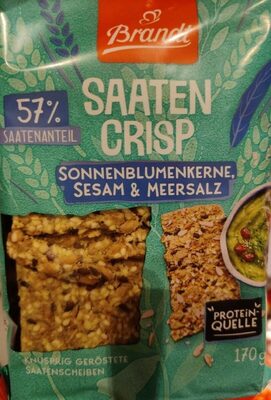 Brandt
57%
SAATENANTEIL
SAATEN
CRISP
SONNENBLUMENKERNE,
SESAM & MEERSALZ
PROTEIN-
QUELLE
KNUSPRIG GERÖSTETE
SAATENSCHEIBEN
170g